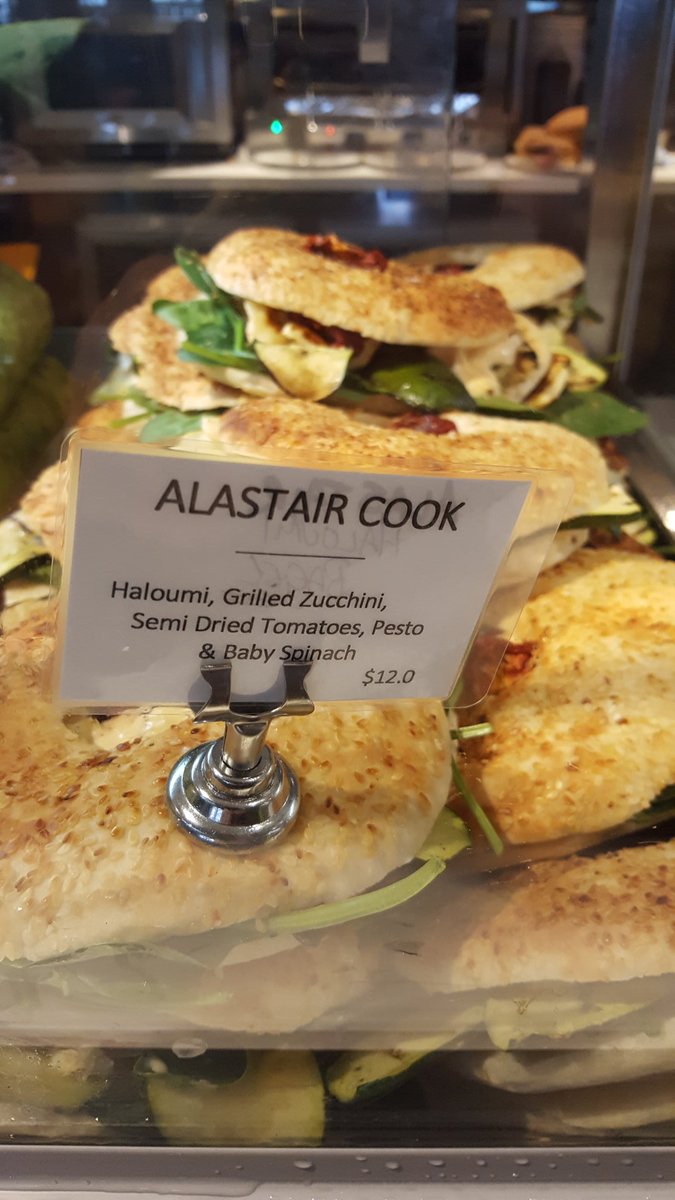 ALASTAIR COOK
Haloumi, Grilled Zucchini,
Semi Dried Tomatoes, Pesto
& Baby Spinach
$12.0